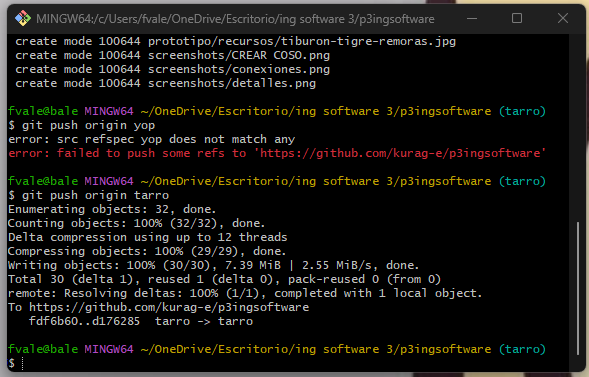 MINGW64:/c/Users/fvale/OneDrive/Escritorio/ing software 3/p3ingsoftware
create mode 100644 prototipo/recursos/tiburon-tigre-remoras.jpg
create mode 100644 screenshots/CREAR COSO.png
create mode 100644 screenshots/conexiones.png
create mode 100644 screenshots/detalles.png
fvale@bale MINGW64 ~/OneDrive/Escritorio/ing software 3/p3ingsoftware (tarro)
$ git push origin yop
error: src refspec yop does not match any
error: failed to push some refs to 'https://github.com/kurag-e/p3ingsoftware'
fvale@bale MINGW64 ~/OneDrive/Escritorio/ing software 3/p3ingsoftware (tarro)
$ git push origin tarro
Enumerating objects: 32, done.
Counting objects: 100% (32/32), done.
Delta compression using up to 12 threads
Compressing objects: 100% (29/29), done.
Writing objects: 100% (30/30), 7.39 MiB | 2.55 MiB/s, done.
Total 30 (delta 1), reused 1 (delta 0), pack-reused 0 (from 0)
remote: Resolving deltas: 100% (1/1), completed with 1 local object.
To https://github.com/kurag-e/p3ingsoftware
fdf6b60..d176285  tarro -> tarro
fvale@bale MINGW64 ~/OneDrive/Escritorio/ing software 3/p3ingsoftware (tarro)
$